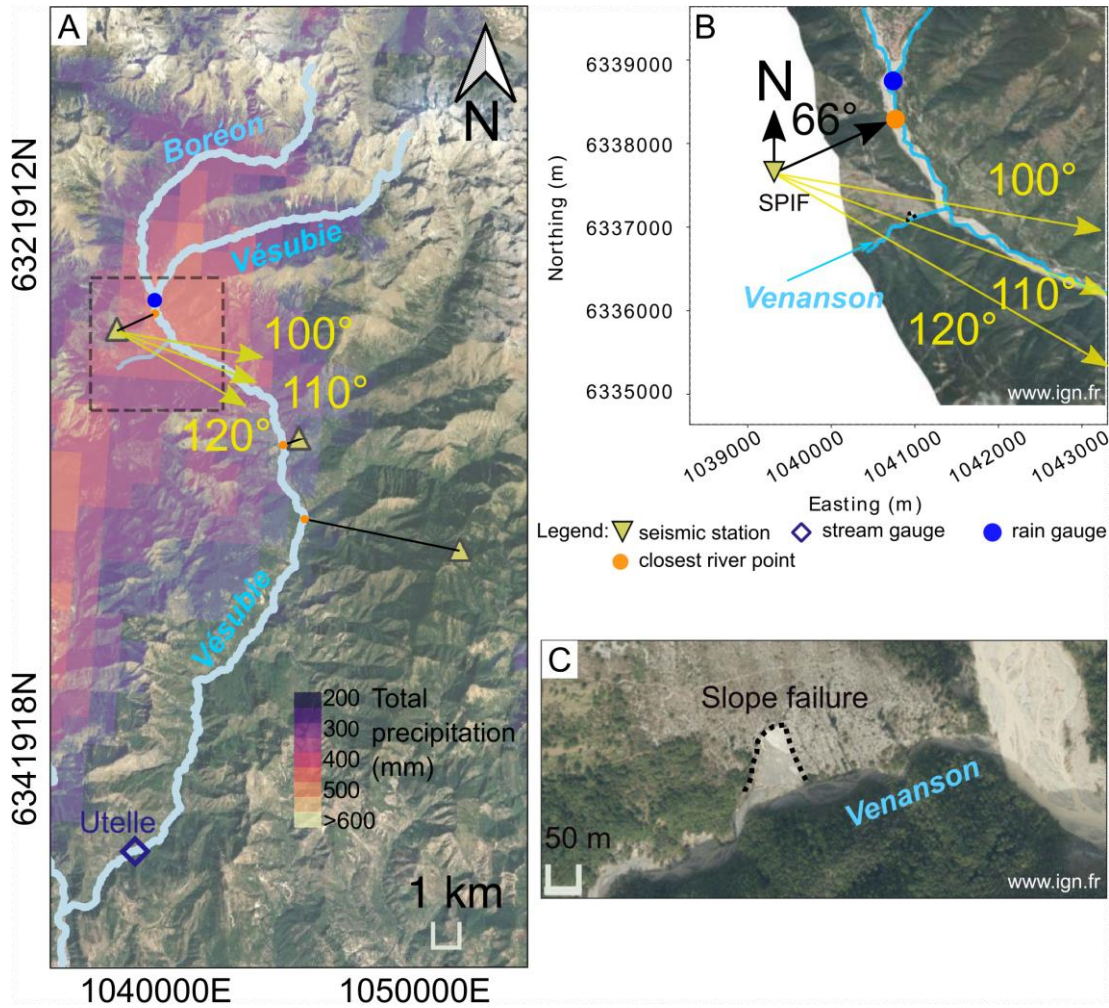 A
N
Boréon
Vésubie
100°
110°
120°
Vésubie
200
300
400
500
>600
Total
precipitation
(mm)
Utelle
1 km
6321912N
6341918N
1040000E
1050000E
B
N
66°
SPIF
100°
110°
120°
Venanson
www.ign.fr
6339000
6338000
6337000
6336000
6335000
Northing (m)
1039000
1040000
1041000
1042000
1043000
Easting (m)
Legend:
seismic station
stream gauge
rain gauge
closest river point
C
Slope failure
Venanson
50 m
www.ign.fr